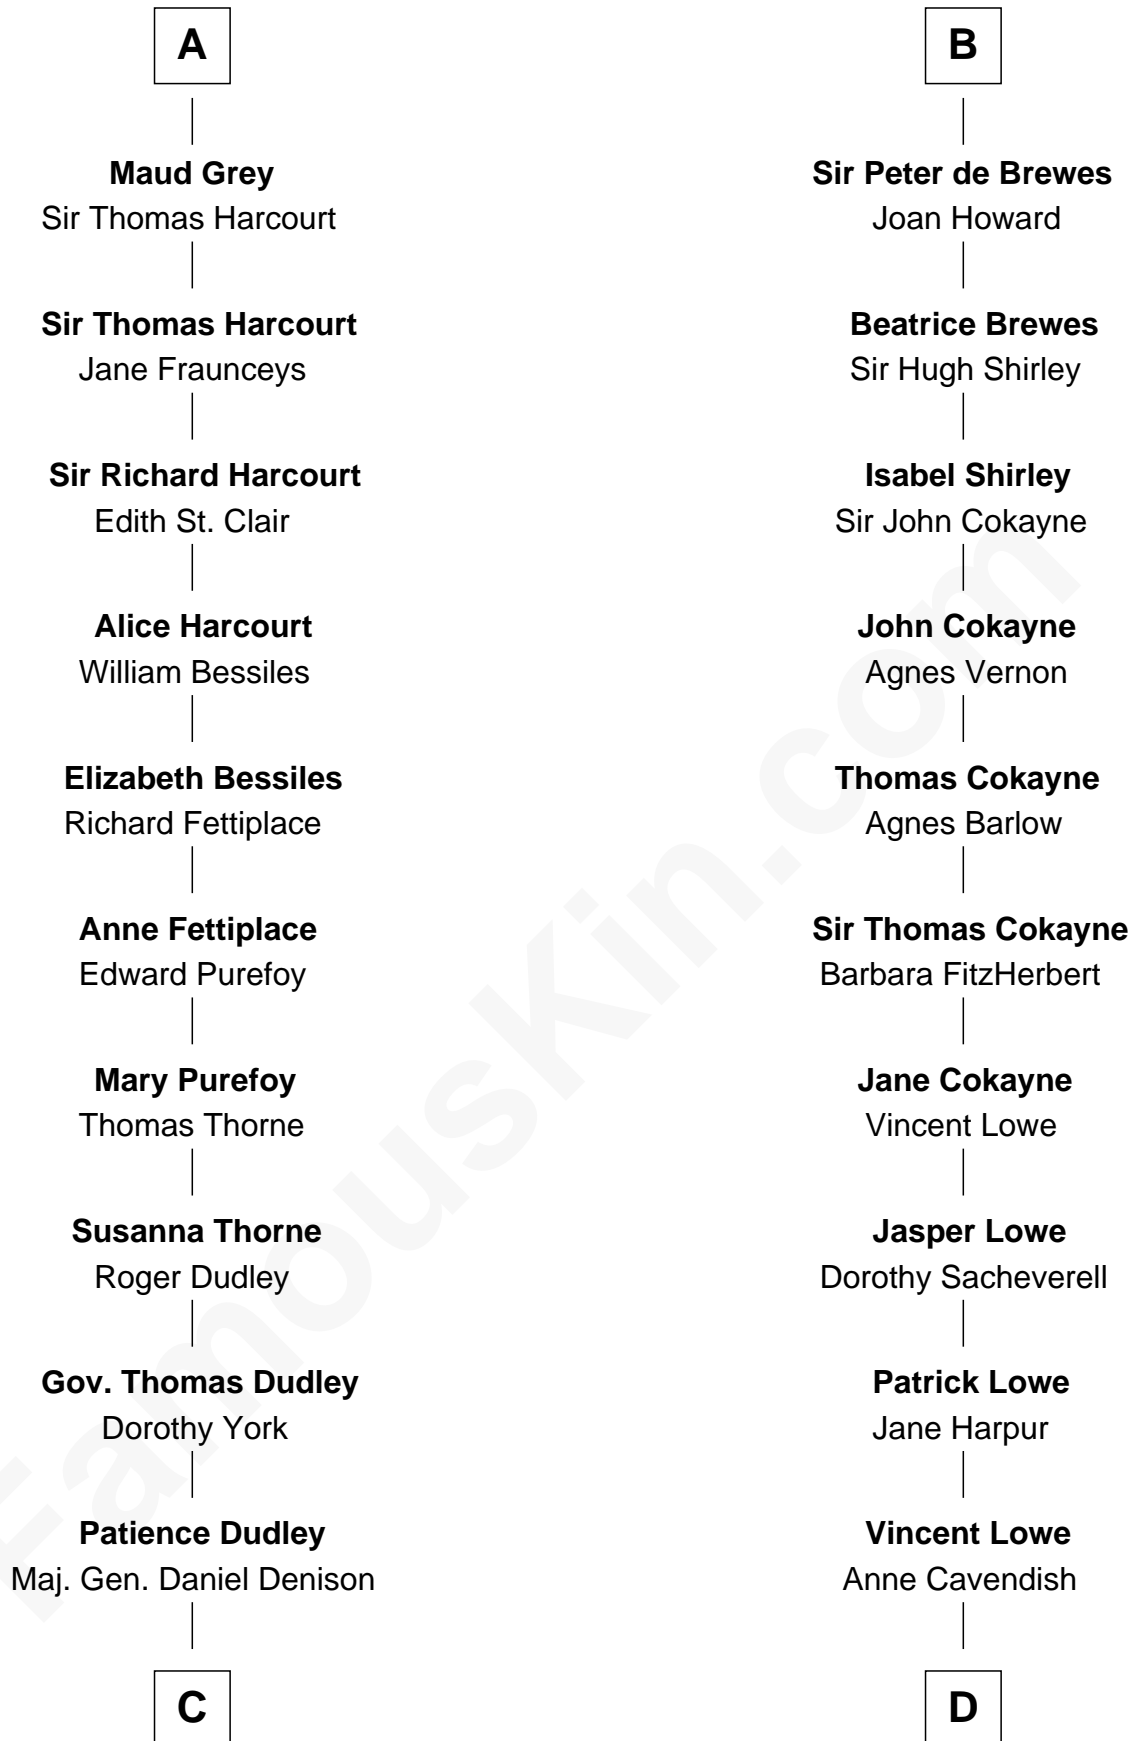 A
Maud Grey
Sir Thomas Harcourt
Sir Thomas Harcourt
Jane Fraunceys
Sir Richard Harcourt
Edith St. Clair
Alice Harcourt
William Bessiles
Elizabeth Bessiles
Richard Fettiplace
Anne Fettiplace
Edward Purefoy
Mary Purefoy
Thomas Thorne
Susanna Thorne
Roger Dudley
Gov. Thomas Dudley
Dorothy York
Patience Dudley
Maj. Gen. Daniel Denison
C
B
Sir Peter de Brewes
Joan Howard
Beatrice Brewes
Sir Hugh Shirley
Isabel Shirley
Sir John Cokayne
John Cokayne
Agnes Vernon
Thomas Cokayne
Agnes Barlow
Sir Thomas Cokayne
Barbara FitzHerbert
Jane Cokayne
Vincent Lowe
Jasper Lowe
Dorothy Sacheverell
Patrick Lowe
Jane Harpur
Vincent Lowe
Anne Cavendish
D
FamousKin.com